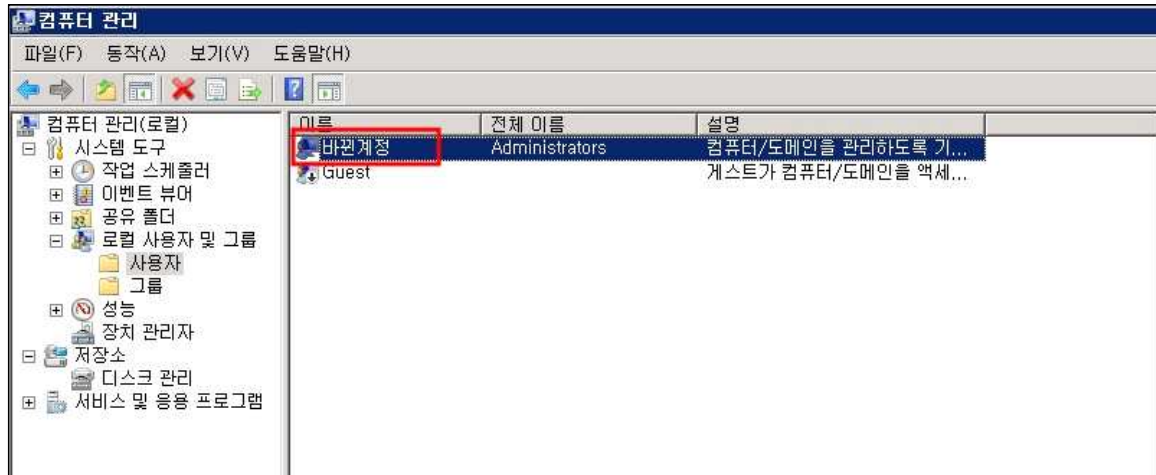 컴퓨터 관리
파일(F) 동작(A) 보기(V) 도움말(H)
컴퓨터 관리(로컬)
시스템 도구
작업 스케줄러
이벤트 뷰어
공유 폴더
로컬 사용자 및 그룹
사용자
그룹
성능
장치 관리자
저장소
디스크 관리
서비스 및 응용 프로그램
이름 전체 이름 설명
바뀐계정 Administrators 컴퓨터/도메인을 관리하도록 기...
Guest 게스트가 컴퓨터/도메인을 액세...